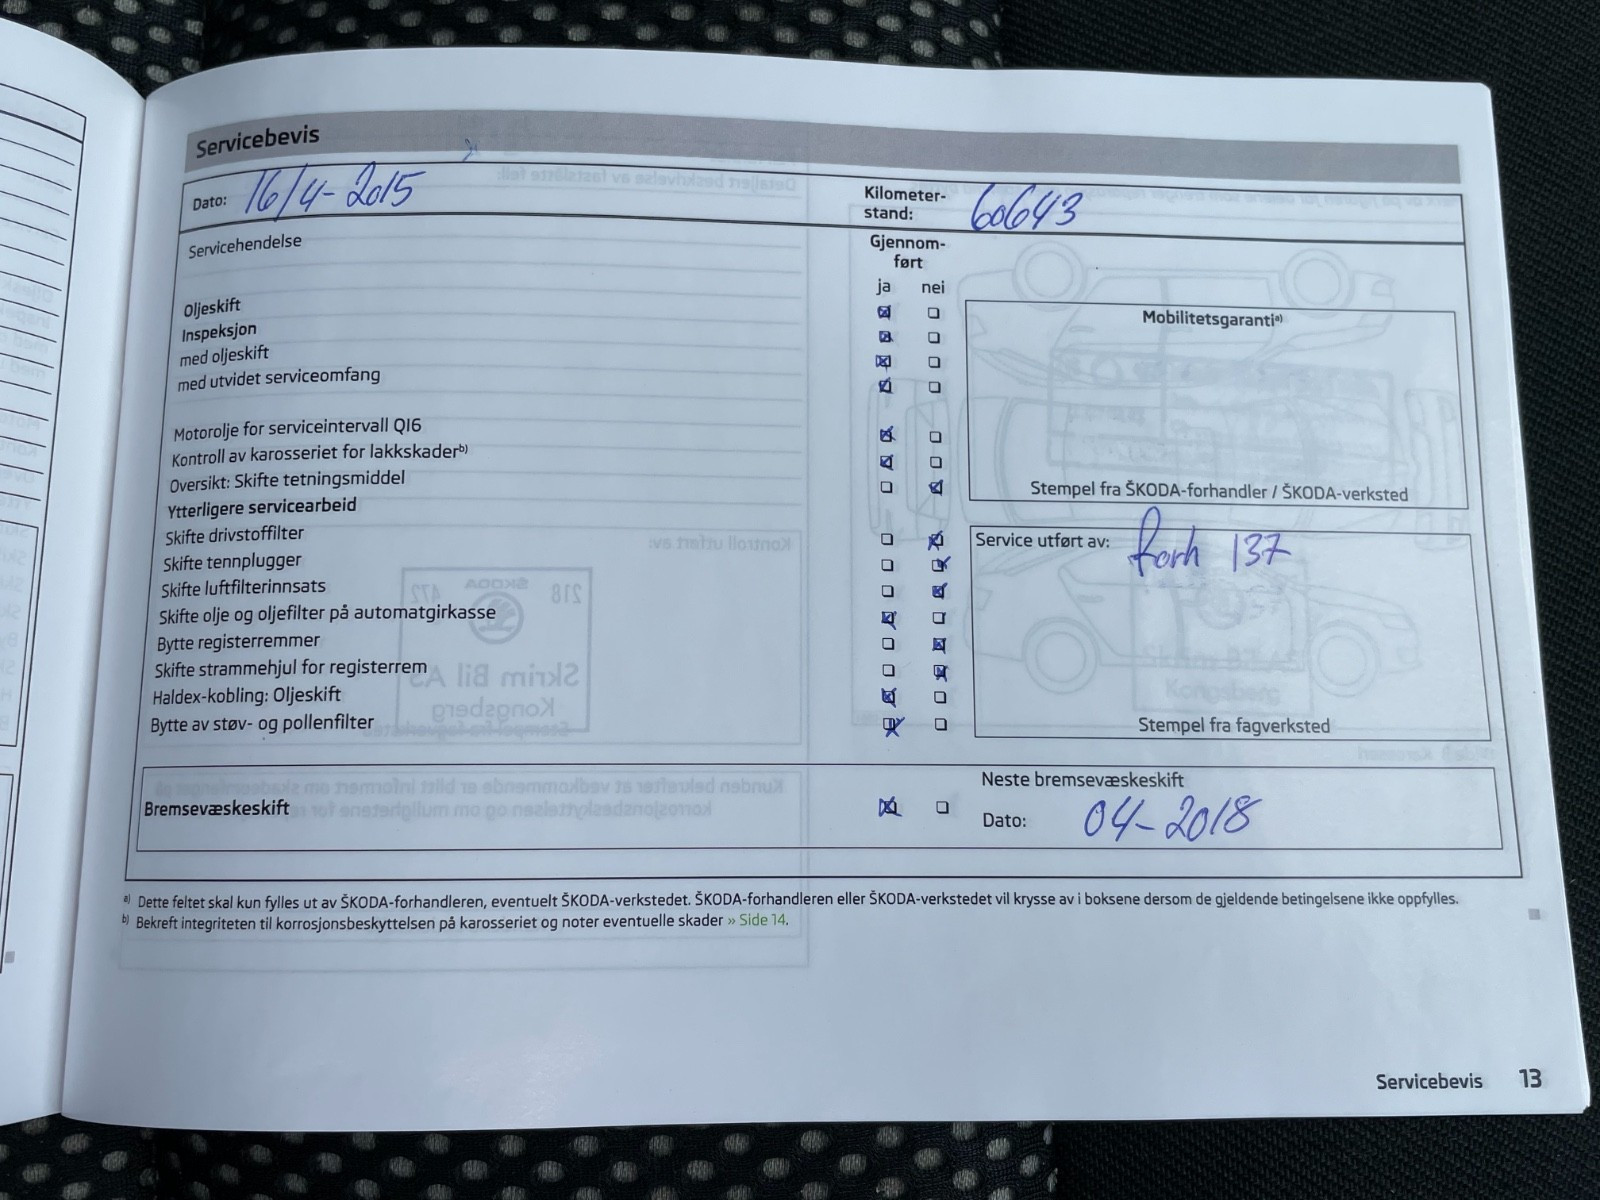 Servicebevis
Dato: 16/4-2015
Kilometer-
stand: 60643
Servicehendelse
Gjennom-
ført
ja nei
Oljeskift
Inspeksjon
med oljeskift
med utvidet serviceomfang
Motorolje for serviceintervall QI6
Kontroll av karosseriet for lakkskader b)
Oversikt: Skifte tetningsmiddel
Ytterligere servicearbeid
Skifte drivstoffilter
Skifte tennplugger
Skifte luftfilterinnsats
Skifte olje og oljefilter på automatgirkasse
Bytte registerremmer
Skifte strammehjul for registerrem
Haldex-kobling: Oljeskift
Bytte av støv- og pollenfilter
Mobilitetsgaranti a)
Stempel fra ŠKODA-forhandler / ŠKODA-verksted
Service utført av: forh 137
Stempel fra fagverksted
Bremsevæskeskift
Neste bremsevæskeskift
Dato: 04-2018
a) Dette feltet skal kun fylles ut av ŠKODA-forhandleren, eventuelt ŠKODA-verkstedet. ŠKODA-forhandleren eller ŠKODA-verkstedet vil krysse av i boksene dersom de gjeldende betingelsene ikke oppfylles.
b) Bekreft integriteten til korrosjonsbeskyttelsen på karosseriet og noter eventuelle skader » Side 14.
Servicebevis 13